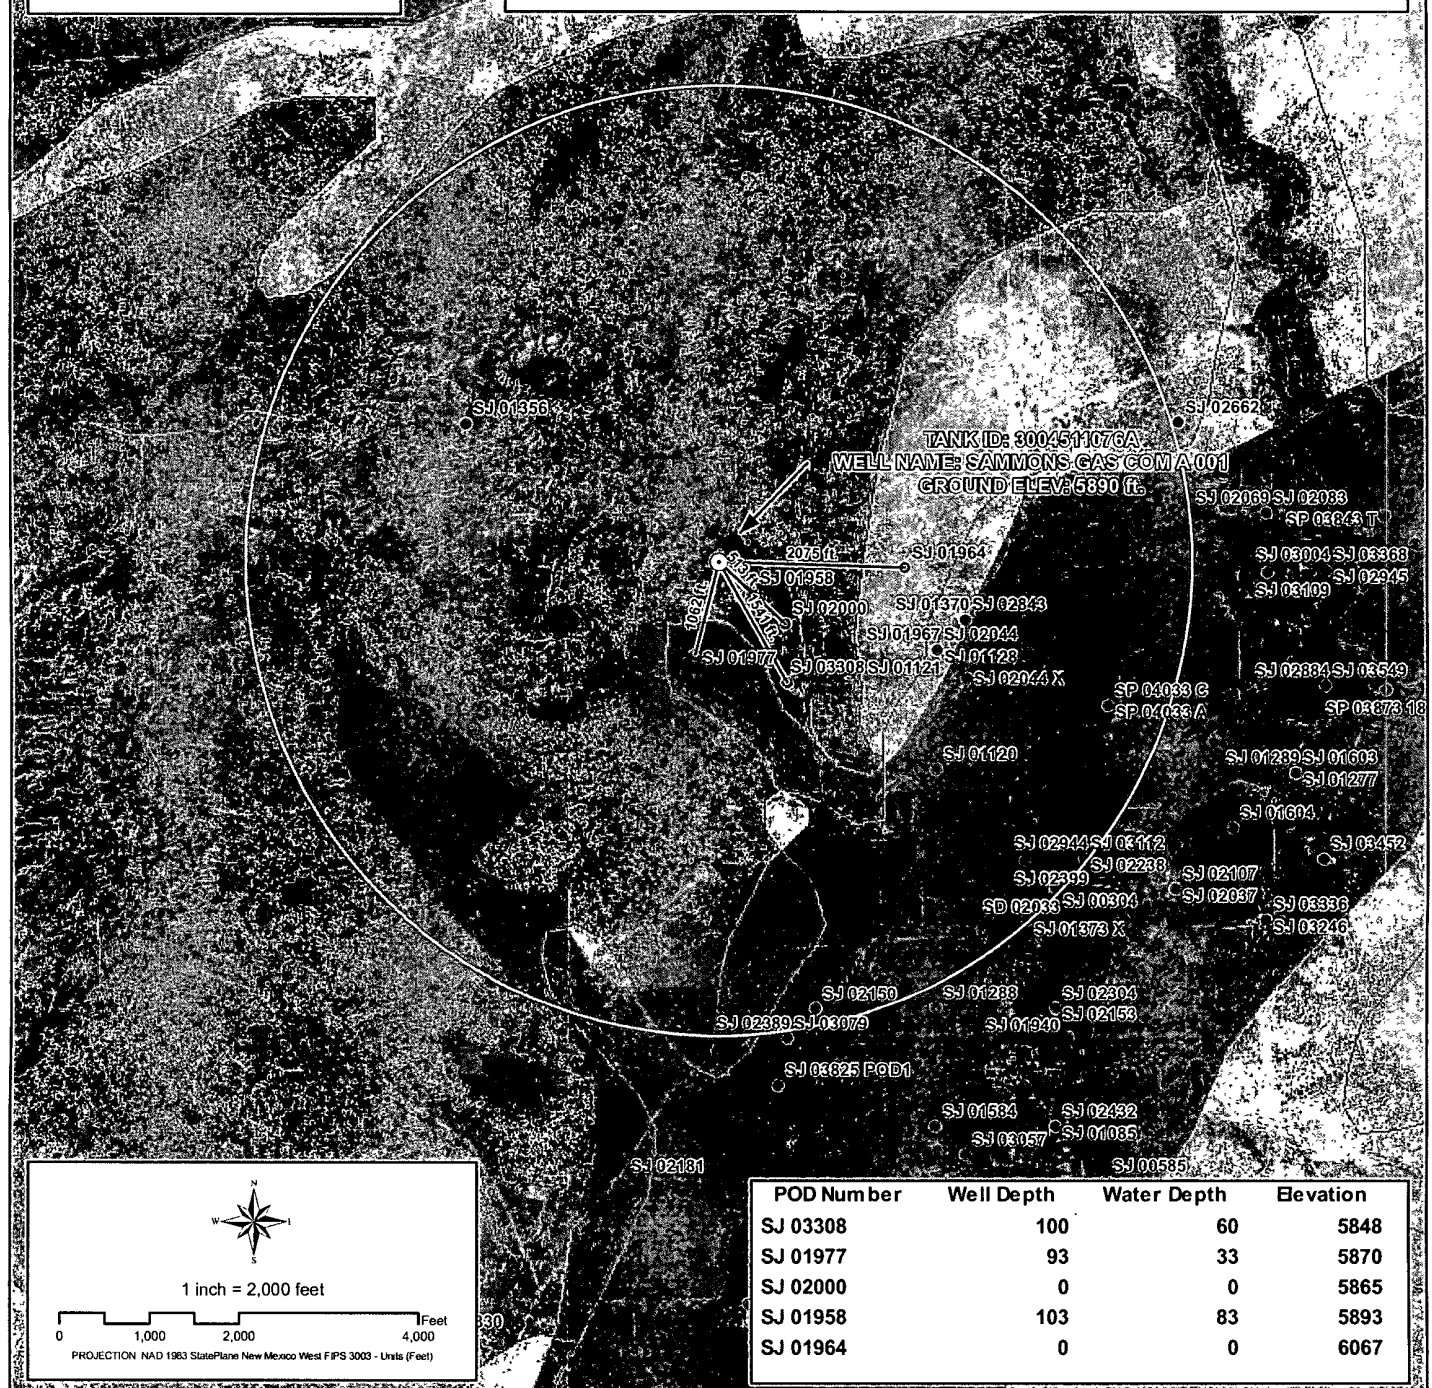 SJ 01356
SJ 02662
TANK ID: 3004511076A
WELL NAME: SAMMONS GAS COM A 001
GROUND ELEV: 5890 ft.
SJ 02069 SJ 02083
SP 03843 T
2075 ft.
SJ 01964
SJ 03004 SJ 03368
513 ft.
SJ 01958
SJ 02945
SJ 03109
1062 ft.
1541 ft.
SJ 02000
SJ 01370 SJ 02843
SJ 01967 SJ 02044
SJ 01977
SJ 01128
SJ 03308 SJ 01121
SJ 02044 X
SJ 02884 SJ 03549
SP 04033 C
SP 04033 A
SP 03873 18
SJ 01120
SJ 01289 SJ 01603
SJ 01277
SJ 01604
SJ 02944 SJ 03112
SJ 03452
SJ 02238
SJ 02399
SJ 02107
SJ 02037
SD 02033
SJ 00304
SJ 03336
SJ 01373 X
SJ 03246
SJ 02150
SJ 01288
SJ 02304
SJ 02389 SJ 03079
SJ 01940
SJ 02153
SJ 03825 POD1
SJ 01584
SJ 02432
SJ 03057
SJ 01085
SJ 02181
SJ 00585
N
W
S
1 inch = 2,000 feet
Feet
0 1,000 2,000 4,000
PROJECTION NAD 1983 StatePlane New Mexico West FIPS 3003 - Units (Feet)
POD Number Well Depth Water Depth Elevation
SJ 03308 100 60 5848
SJ 01977 93 33 5870
SJ 02000 0 0 5865
SJ 01958 103 83 5893
SJ 01964 0 0 6067